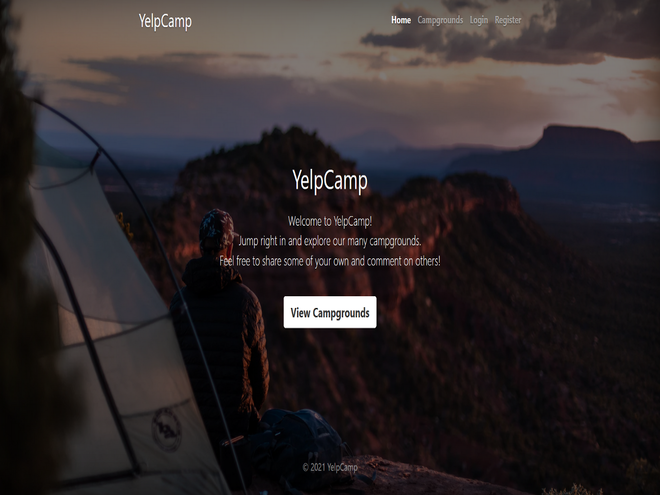 YelpCamp
Home Campgrounds Login Register
YelpCamp
Welcome to YelpCamp!
Jump right in and explore our many campgrounds.
Feel free to share some of your own and comment on others!
View Campgrounds
© 2021 YelpCamp